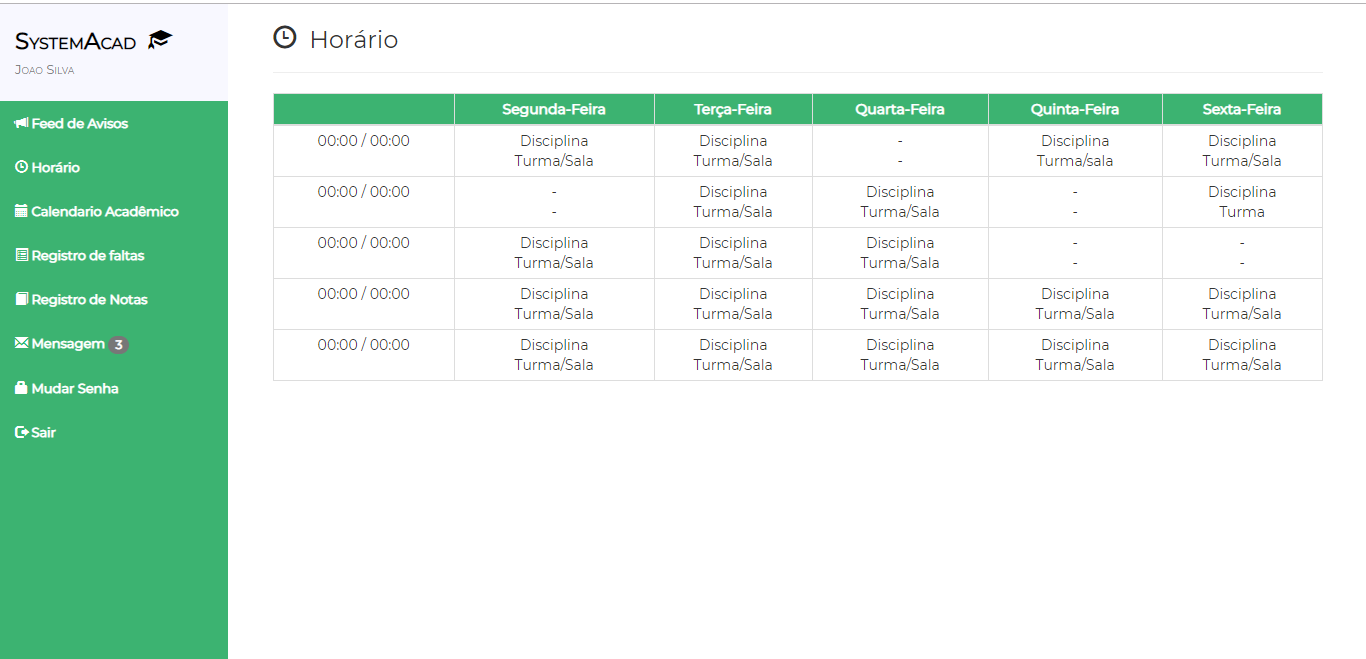 SYSTEMACAD
JOAO SILVA
Feed de Avisos
Horário
Calendario Acadêmico
Registro de faltas
Registro de Notas
Mensagem 3
Mudar Senha
Sair
Horário
Segunda-Feira Terça-Feira Quarta-Feira Quinta-Feira Sexta-Feira
00:00 / 00:00 Disciplina Disciplina - Disciplina Disciplina
Turma/Sala Turma/Sala - Turma/sala Turma/Sala
00:00 / 00:00 - Disciplina Disciplina - Disciplina
- Turma/Sala Turma/Sala - Turma
00:00 / 00:00 Disciplina Disciplina Disciplina - -
Turma/Sala Turma/Sala Turma/Sala - -
00:00 / 00:00 Disciplina Disciplina Disciplina Disciplina Disciplina
Turma/Sala Turma/Sala Turma/Sala Turma/Sala Turma/Sala
00:00 / 00:00 Disciplina Disciplina Disciplina Disciplina Disciplina
Turma/Sala Turma/Sala Turma/Sala Turma/Sala Turma/Sala